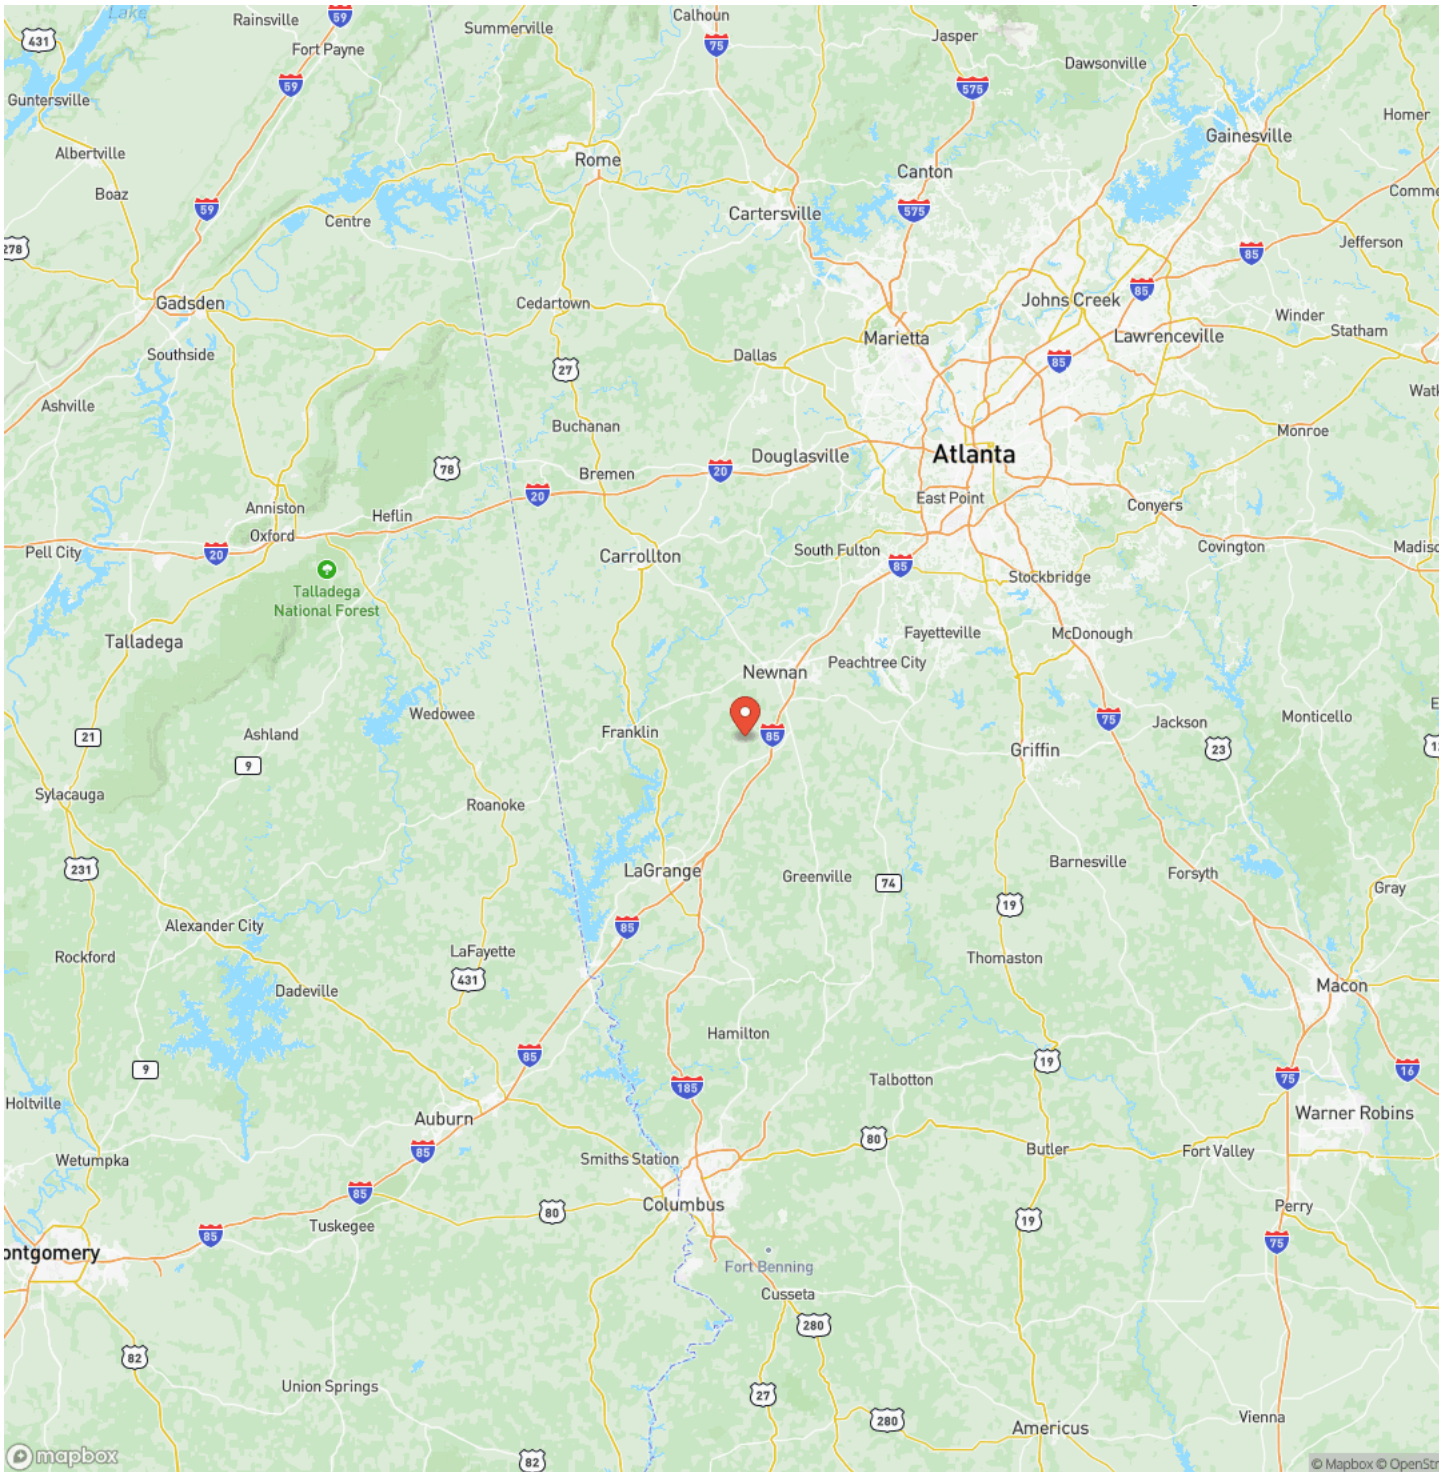 Lake
Rainsville
59
Calhoun
Summerville
431
Fort Payne
75
Jasper
Dawsonville
59
575
Guntersville
Homer
Gainesville
Albertville
Rome
Canton
Boaz
Comme
59
Centre
Cartersville
575
278
Jefferson
85
85
Gadsden
Cedartown
Johns Creek
Winder
Statham
Marietta
Lawrenceville
Southside
Dallas
85
27
Ashville
Watk
Buchanan
Monroe
Atlanta
Douglasville
78
20
Bremen
20
East Point
Anniston
Conyers
Heflin
Oxford
Pell City
20
Carrollton
South Fulton
Covington
Madisc
85
Stockbridge
Talladega
National Forest
Talladega
Fayetteville
McDonough
Newnan
Peachtree City
Wedowee
75
Jackson
Monticello
E
21
Ashland
Franklin
85
Griffin
23
12
9
Sylacauga
Roanoke
231
LaGrange
Greenville
74
Barnesville
Forsyth
Gray
19
Alexander City
85
LaFayette
Rockford
Thomaston
431
Macon
Dadeville
Hamilton
85
19
9
185
Talbotton
75
16
Holtville
Auburn
Warner Robins
80
85
Butler
Fort Valley
Wetumpka
Smiths Station
85
Columbus
Perry
80
19
Tuskegee
85
75
ontgomery
Fort Benning
Cusseta
280
82
Union Springs
27
280
Vienna
Americus
82
mapbox
© Mapbox © OpenStr